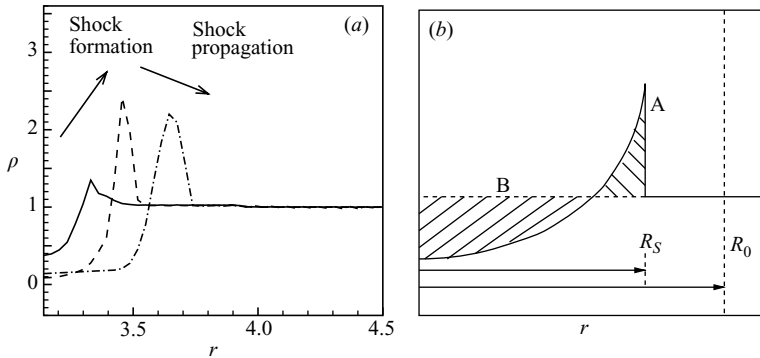 Shock
formation
Shock
propagation
(a)
3
2
ρ
1
0
3.5
4.0
4.5
r
(b)
A
B
R_S
R_0
r